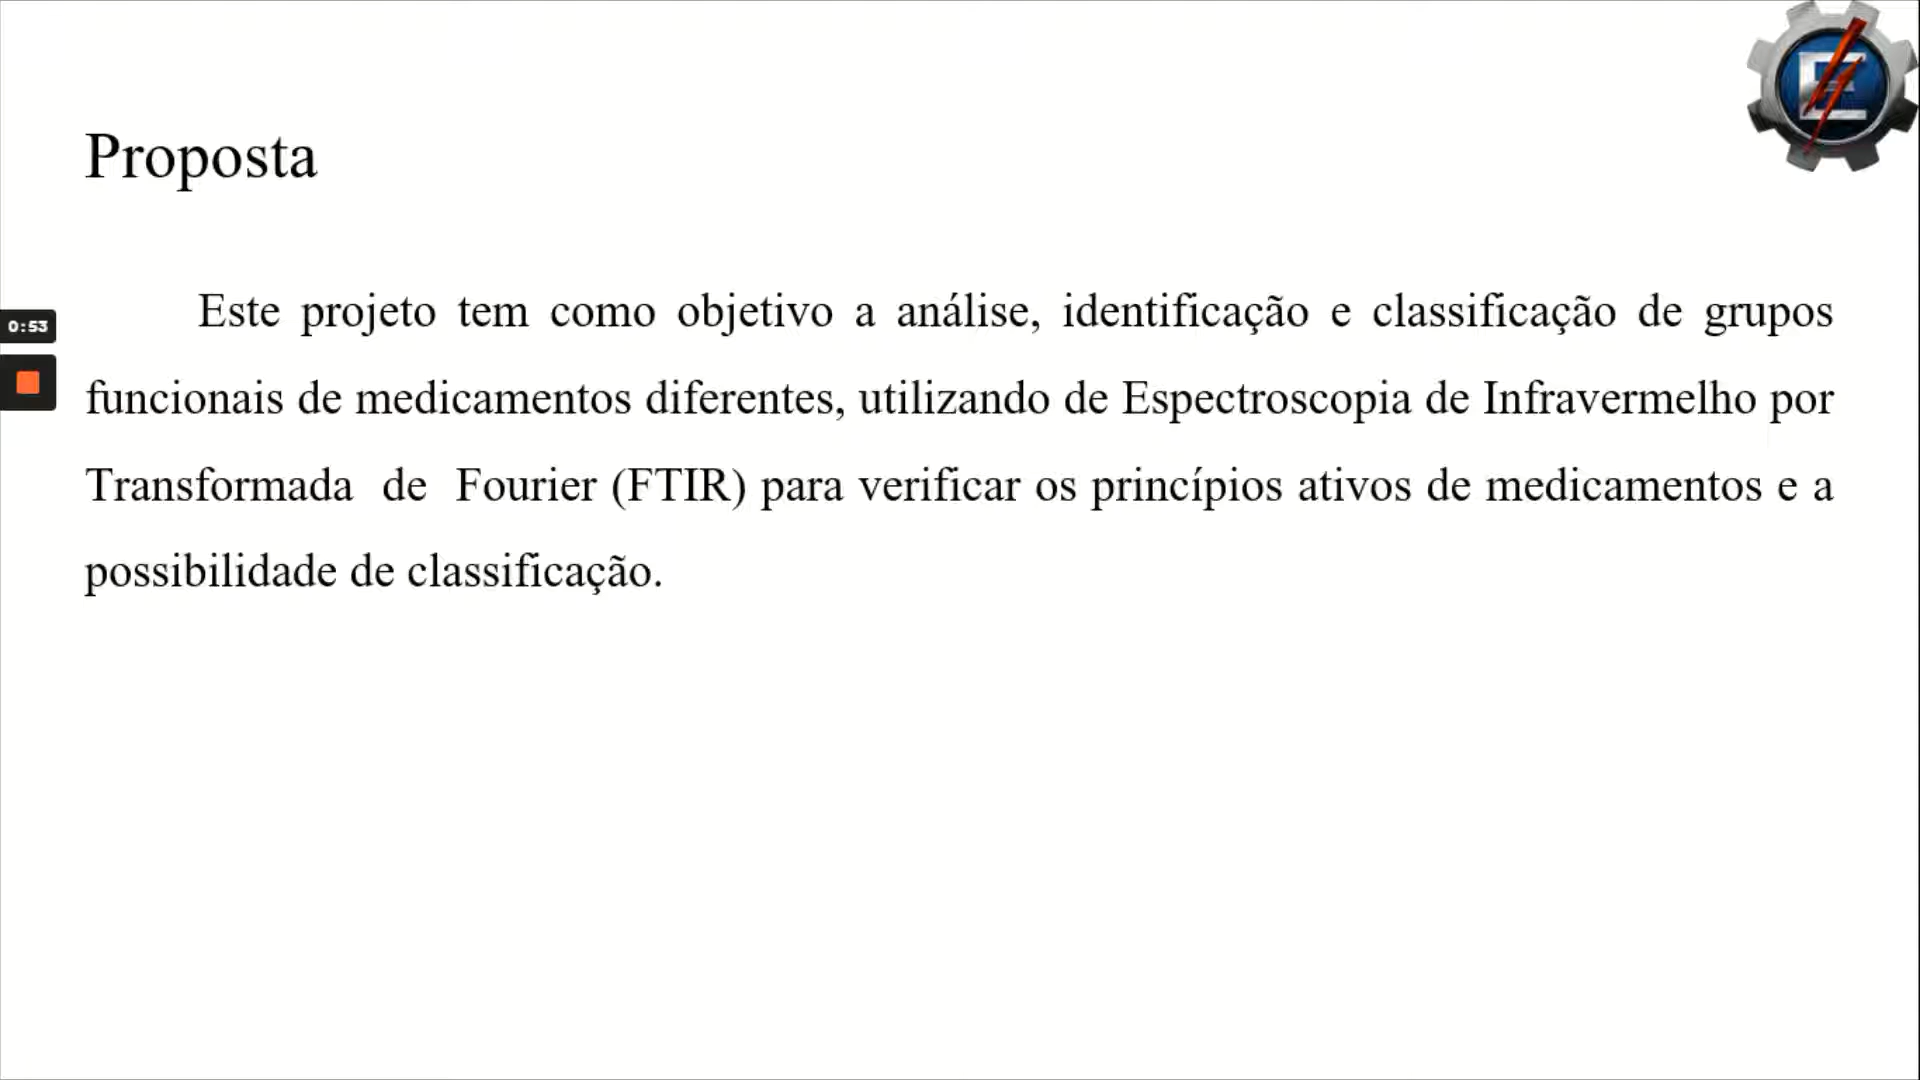 Proposta
0:53
Este projeto tem como objetivo a análise, identificação e classificação de grupos
funcionais de medicamentos diferentes, utilizando de Espectroscopia de Infravermelho por
Transformada de Fourier (FTIR) para verificar os princípios ativos de medicamentos e a
possibilidade de classificação.